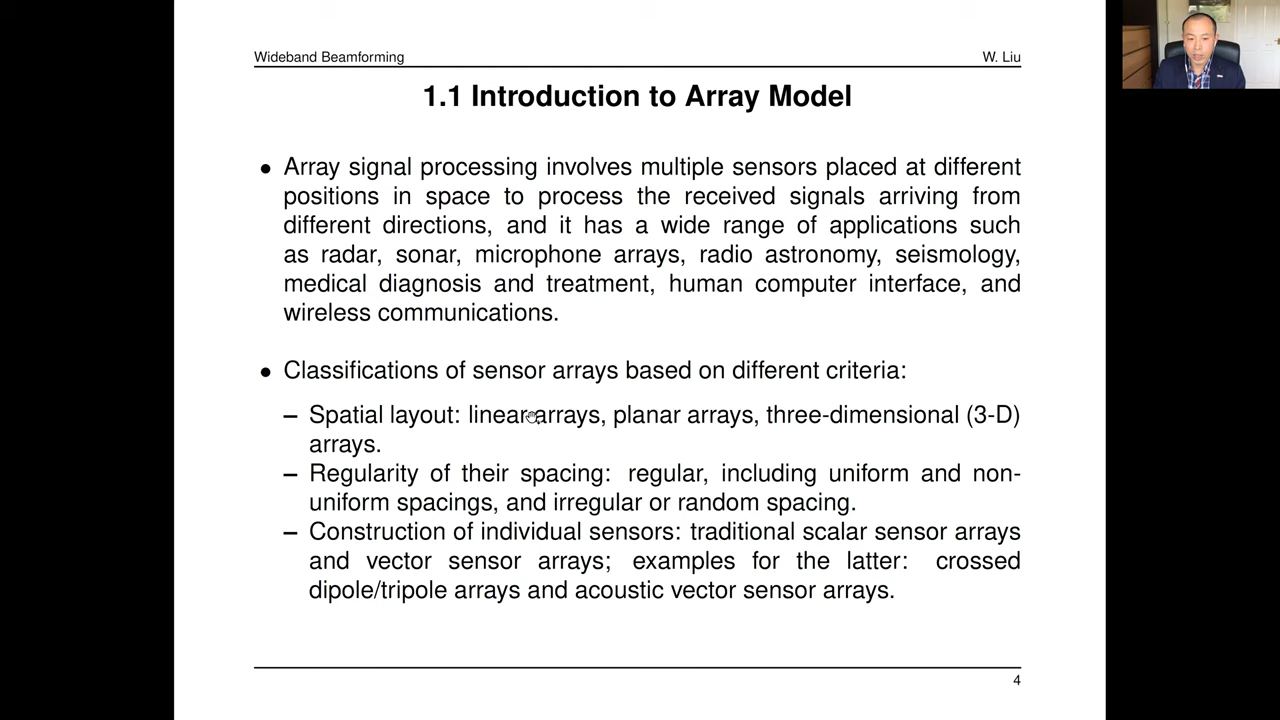 Wideband Beamforming
W. Liu
1.1 Introduction to Array Model
• Array signal processing involves multiple sensors placed at different
positions in space to process the received signals arriving from
different directions, and it has a wide range of applications such
as radar, sonar, microphone arrays, radio astronomy, seismology,
medical diagnosis and treatment, human computer interface, and
wireless communications.
• Classifications of sensor arrays based on different criteria:
– Spatial layout: linear arrays, planar arrays, three-dimensional (3-D)
arrays.
– Regularity of their spacing: regular, including uniform and non-
uniform spacings, and irregular or random spacing.
– Construction of individual sensors: traditional scalar sensor arrays
and vector sensor arrays; examples for the latter: crossed
dipole/tripole arrays and acoustic vector sensor arrays.
4